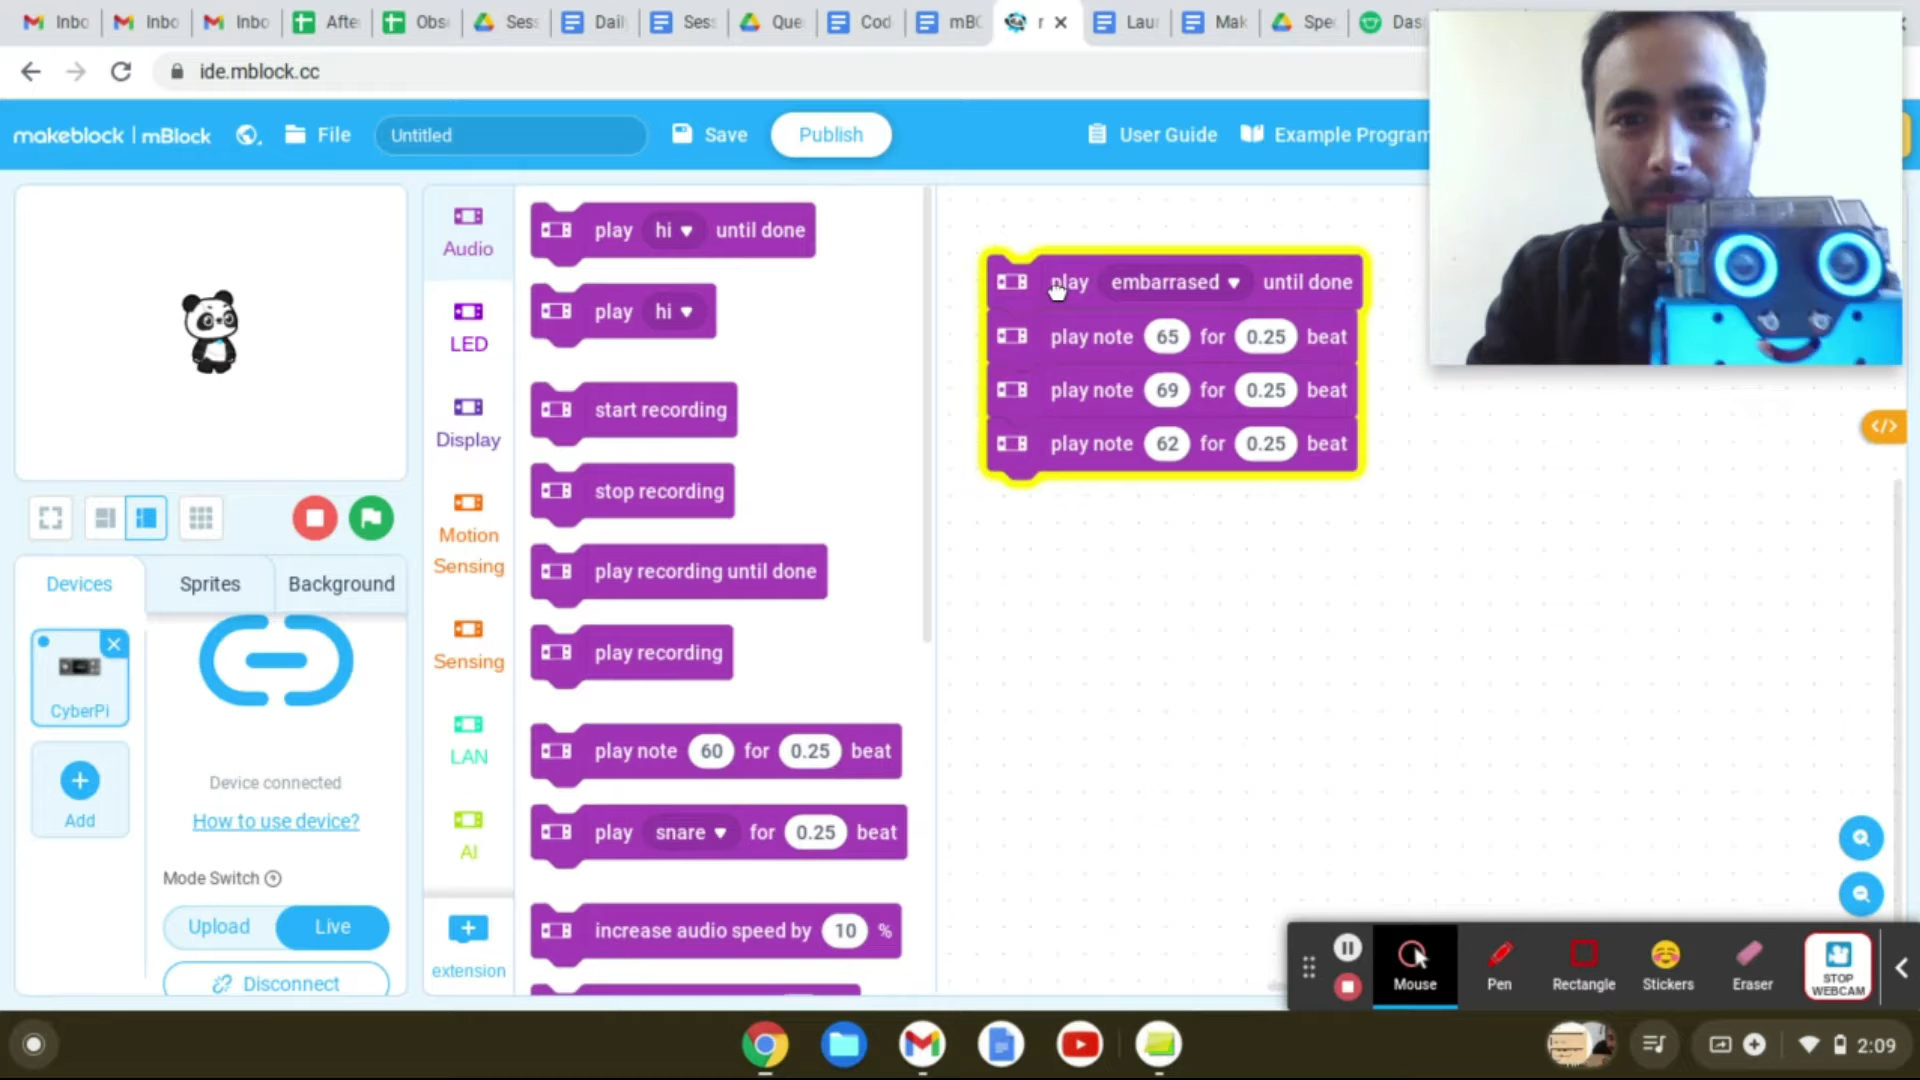 Inbo
Inbo
Inbo
After
Obse
Sess
Daily
Sess
Que
Cod
mBC
r
Lau
Mak
Spe
Das
ide.mblock.cc
makeblock | mBlock
File
Untitled
Save
Publish
User Guide
Example Program
Audio
LED
Display
Motion
Sensing
Sensing
LAN
AI
extension
play hi until done
play hi
start recording
stop recording
play recording until done
play recording
play note 60 for 0.25 beat
play snare for 0.25 beat
increase audio speed by 10 %
play embarrased until done
play note 65 for 0.25 beat
play note 69 for 0.25 beat
play note 62 for 0.25 beat
Devices
Sprites
Background
CyberPi
Add
Device connected
How to use device?
Mode Switch
Upload
Live
Disconnect
Mouse
Pen
Rectangle
Stickers
Eraser
STOP
WEBCAM
2:09